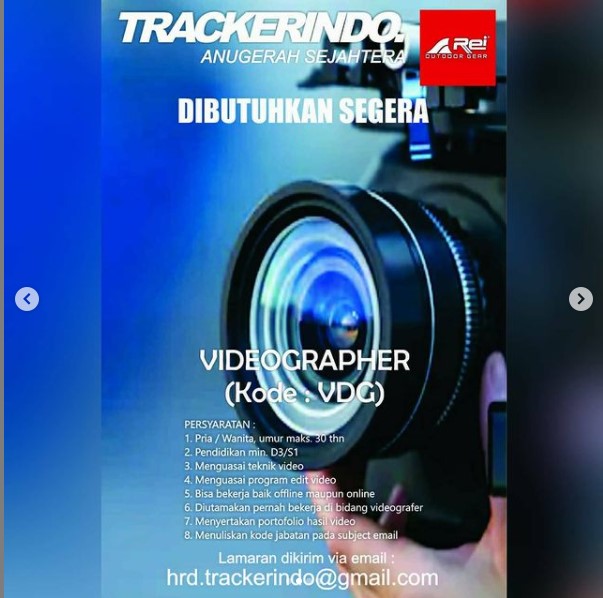 TRACKERINDO.
ANUGERAH SEJAHTERA
Rei
OUTDOOR GEAR
DIBUTUHKAN SEGERA
VIDEOGRAPHER
(Kode : VDG)
PERSYARATAN :
1. Pria / Wanita, umur maks. 30 thn
2. Pendidikan min. D3/S1
3. Menguasai teknik video
4. Menguasai program edit video
5. Bisa bekerja baik offline maupun online
6. Diutamakan pernah bekerja di bidang videografer
7. Menyertakan portofolio hasil video
8. Menuliskan kode jabatan pada subject email
Lamaran dikirim via email :
hrd.trackerindo@gmail.com